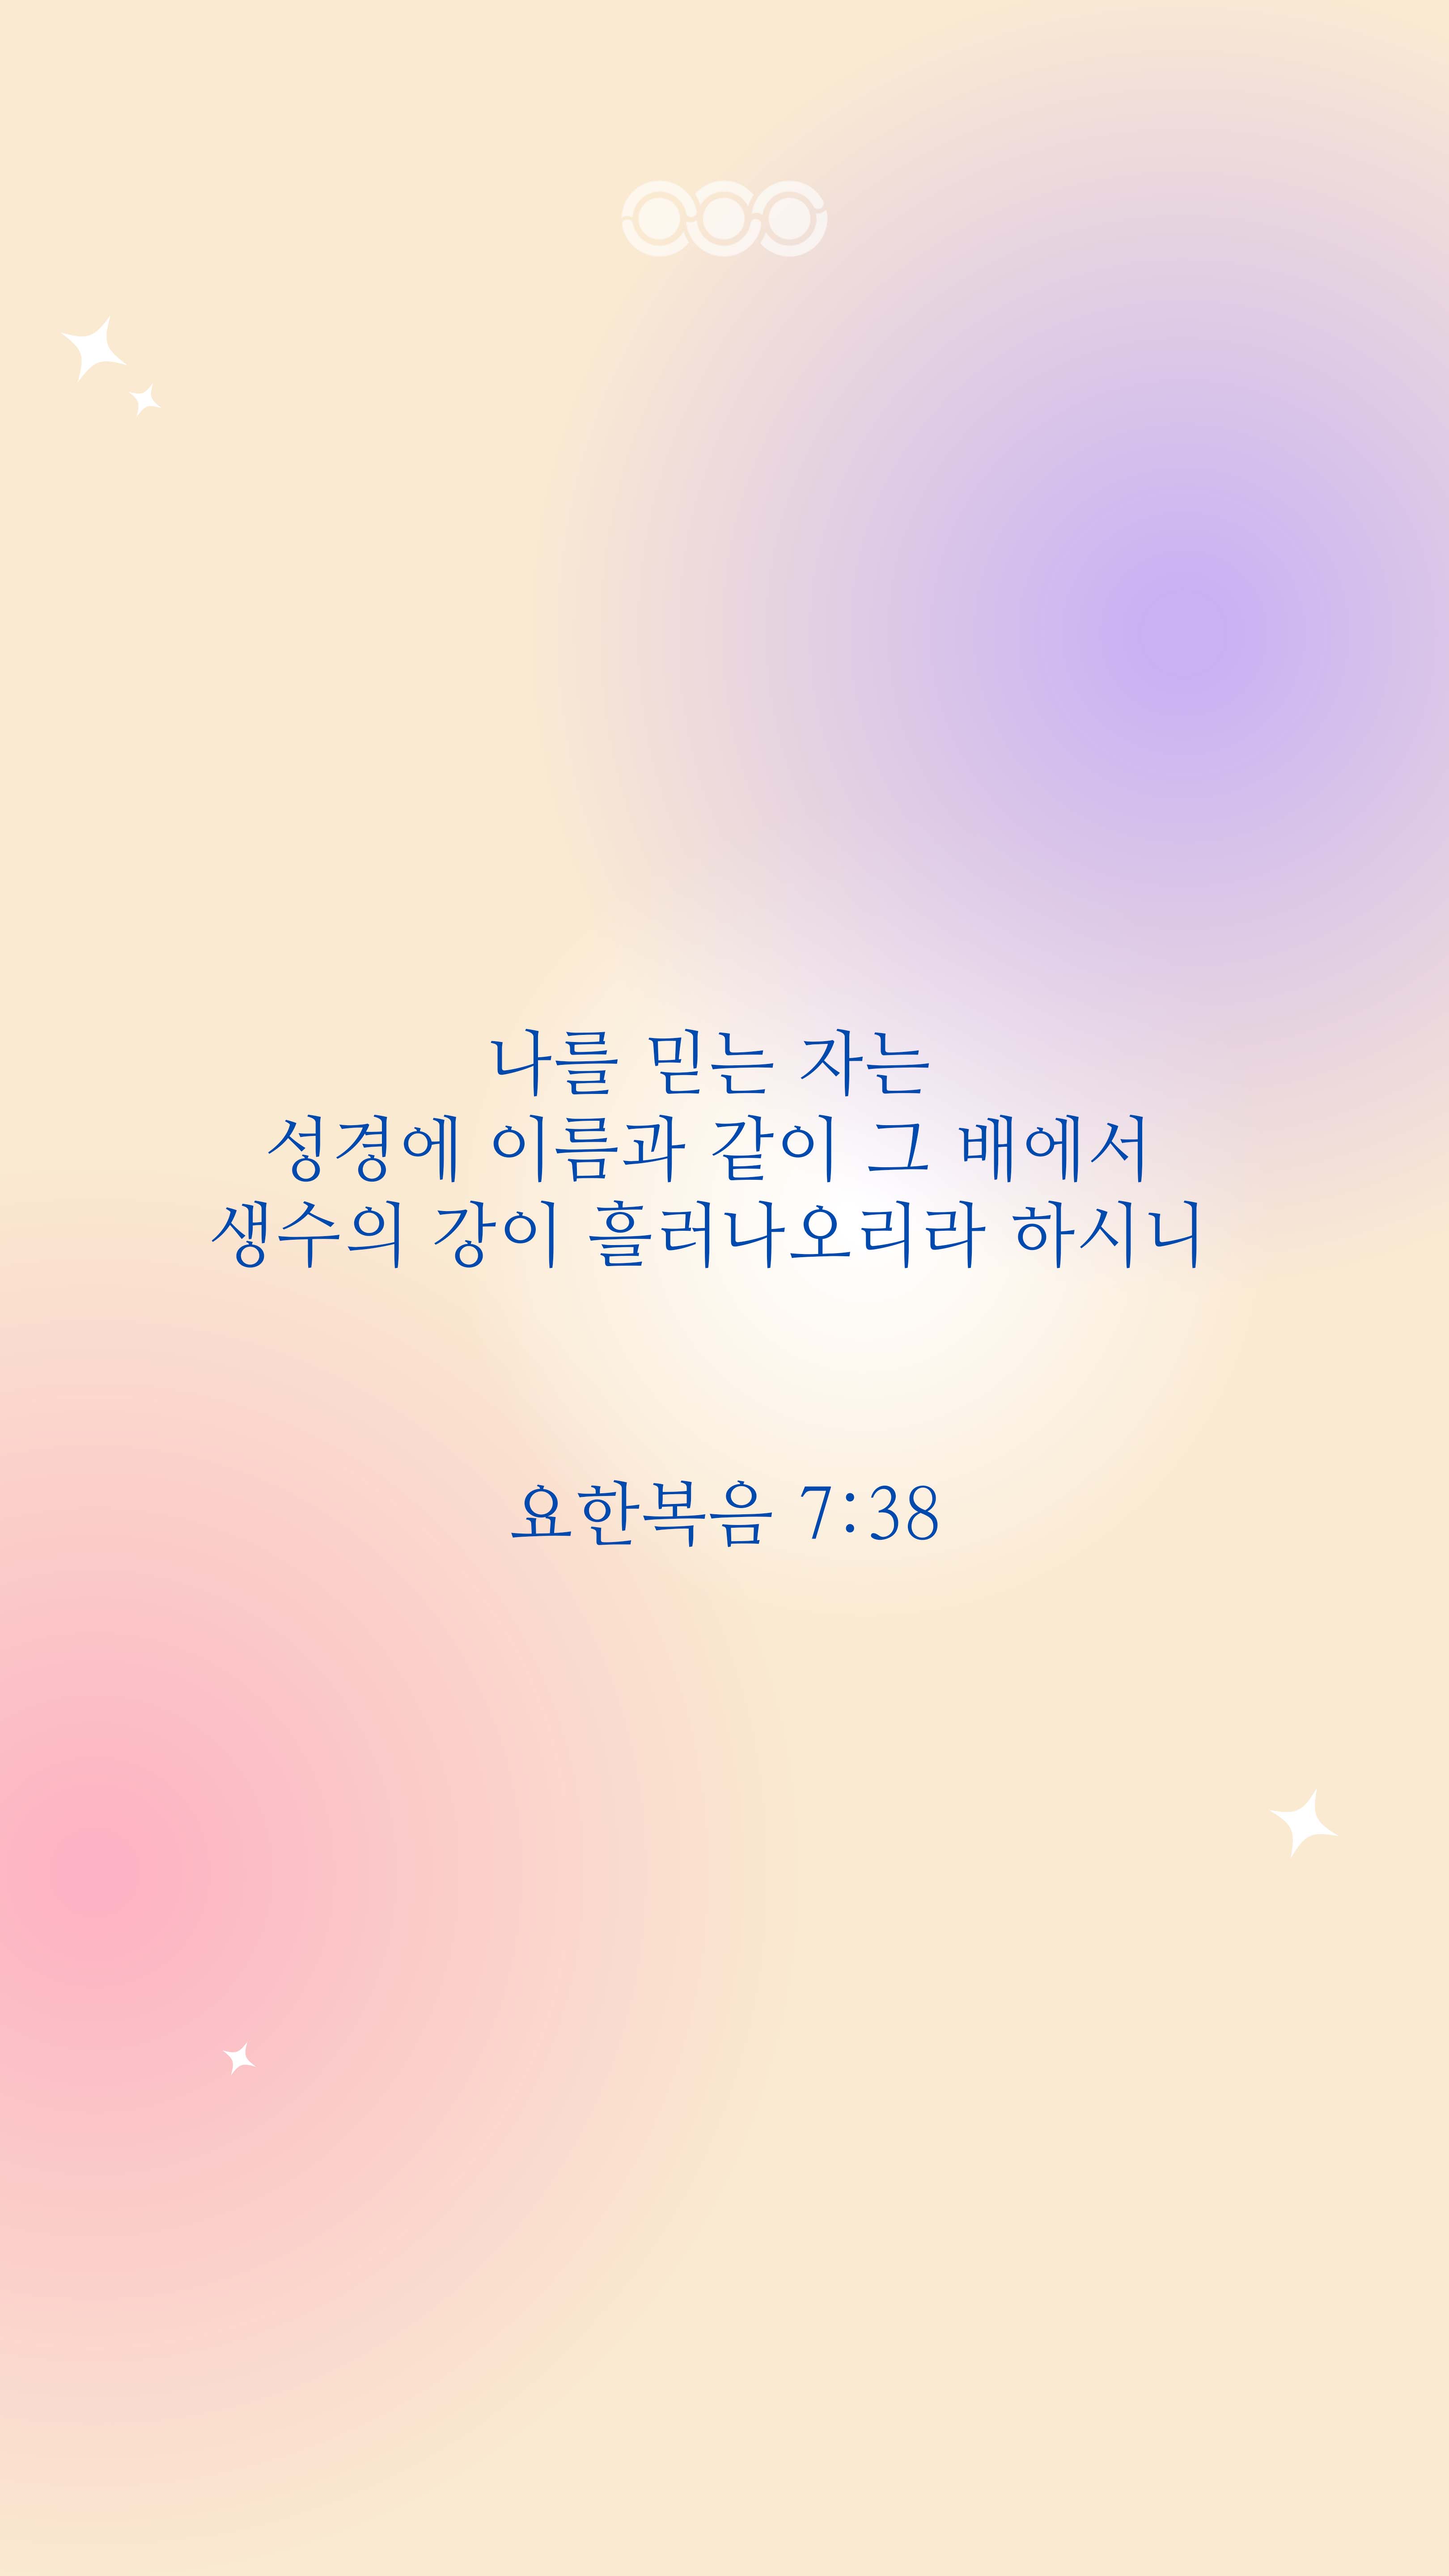 나를 믿는 자는
성경에 이름과 같이 그 배에서
생수의 강이 흘러나오리라 하시니
요한복음 7:38